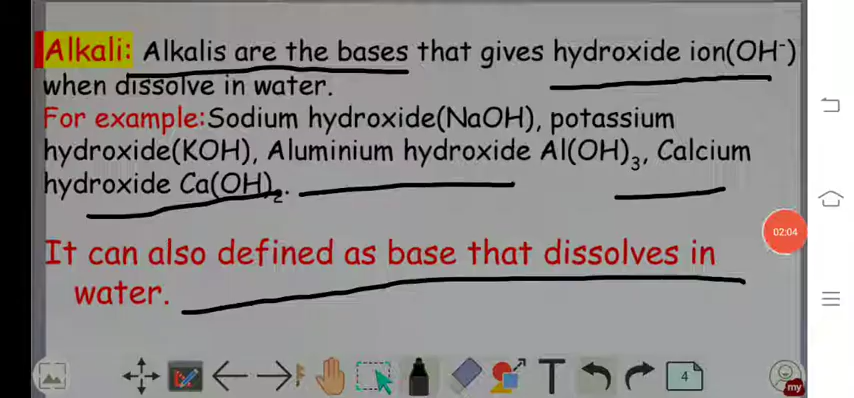 Alkali: Alkalis are the bases that gives hydroxide ion(OH⁻)
when dissolve in water.
For example:Sodium hydroxide(NaOH), potassium
hydroxide(KOH), Aluminium hydroxide Al(OH)₃, Calcium
hydroxide Ca(OH)₂.
It can also defined as base that dissolves in
water.
02:04
T
4
my